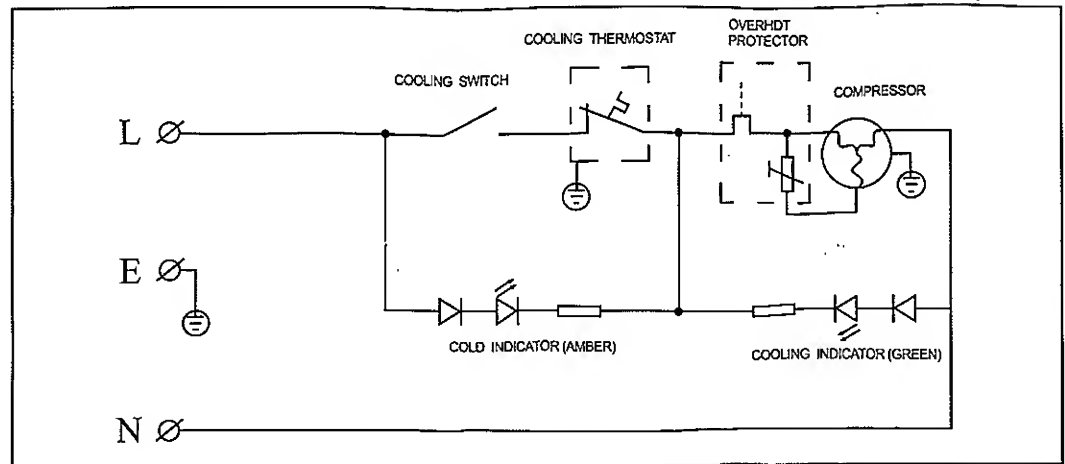 OVERHDT
PROTECTOR
COOLING THERMOSTAT
COOLING SWITCH
COMPRESSOR
L
E
COLD INDICATOR (AMBER)
COOLING INDICATOR (GREEN)
N